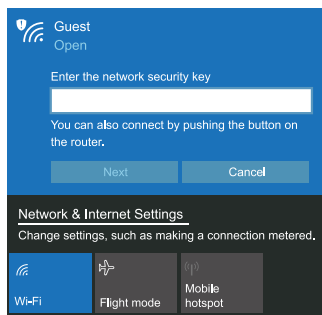 Guest
Open
Enter the network security key
You can also connect by pushing the button on
the router.
Next
Cancel
Network & Internet Settings
Change settings, such as making a connection metered.
Wi-Fi
Flight mode
Mobile
hotspot